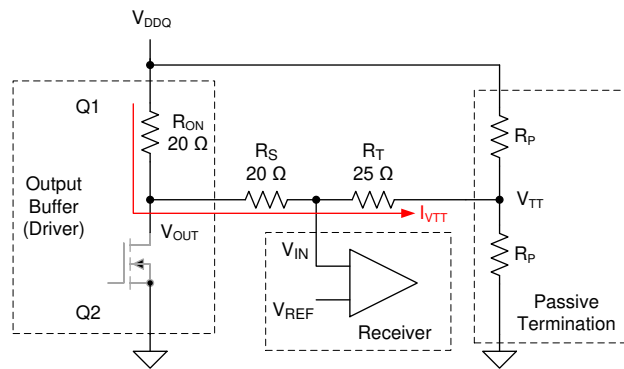 VDDQ
Q1
RON
20 Ω
RS
20 Ω
RT
25 Ω
RP
Output
Buffer
(Driver)
VOUT
IVTT
VTT
VIN
VREF
Receiver
RP
Q2
Passive
Termination